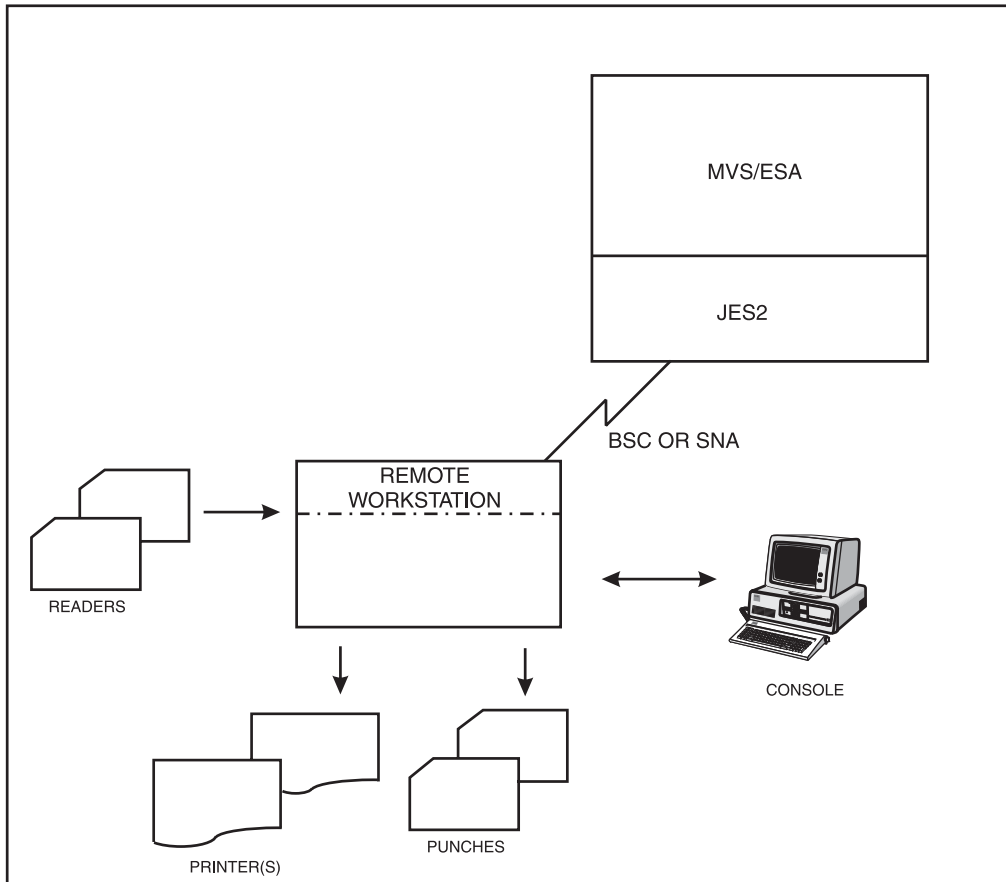 MVS/ESA
JES2
BSC OR SNA
REMOTE
WORKSTATION
READERS
CONSOLE
PRINTER(S)
PUNCHES